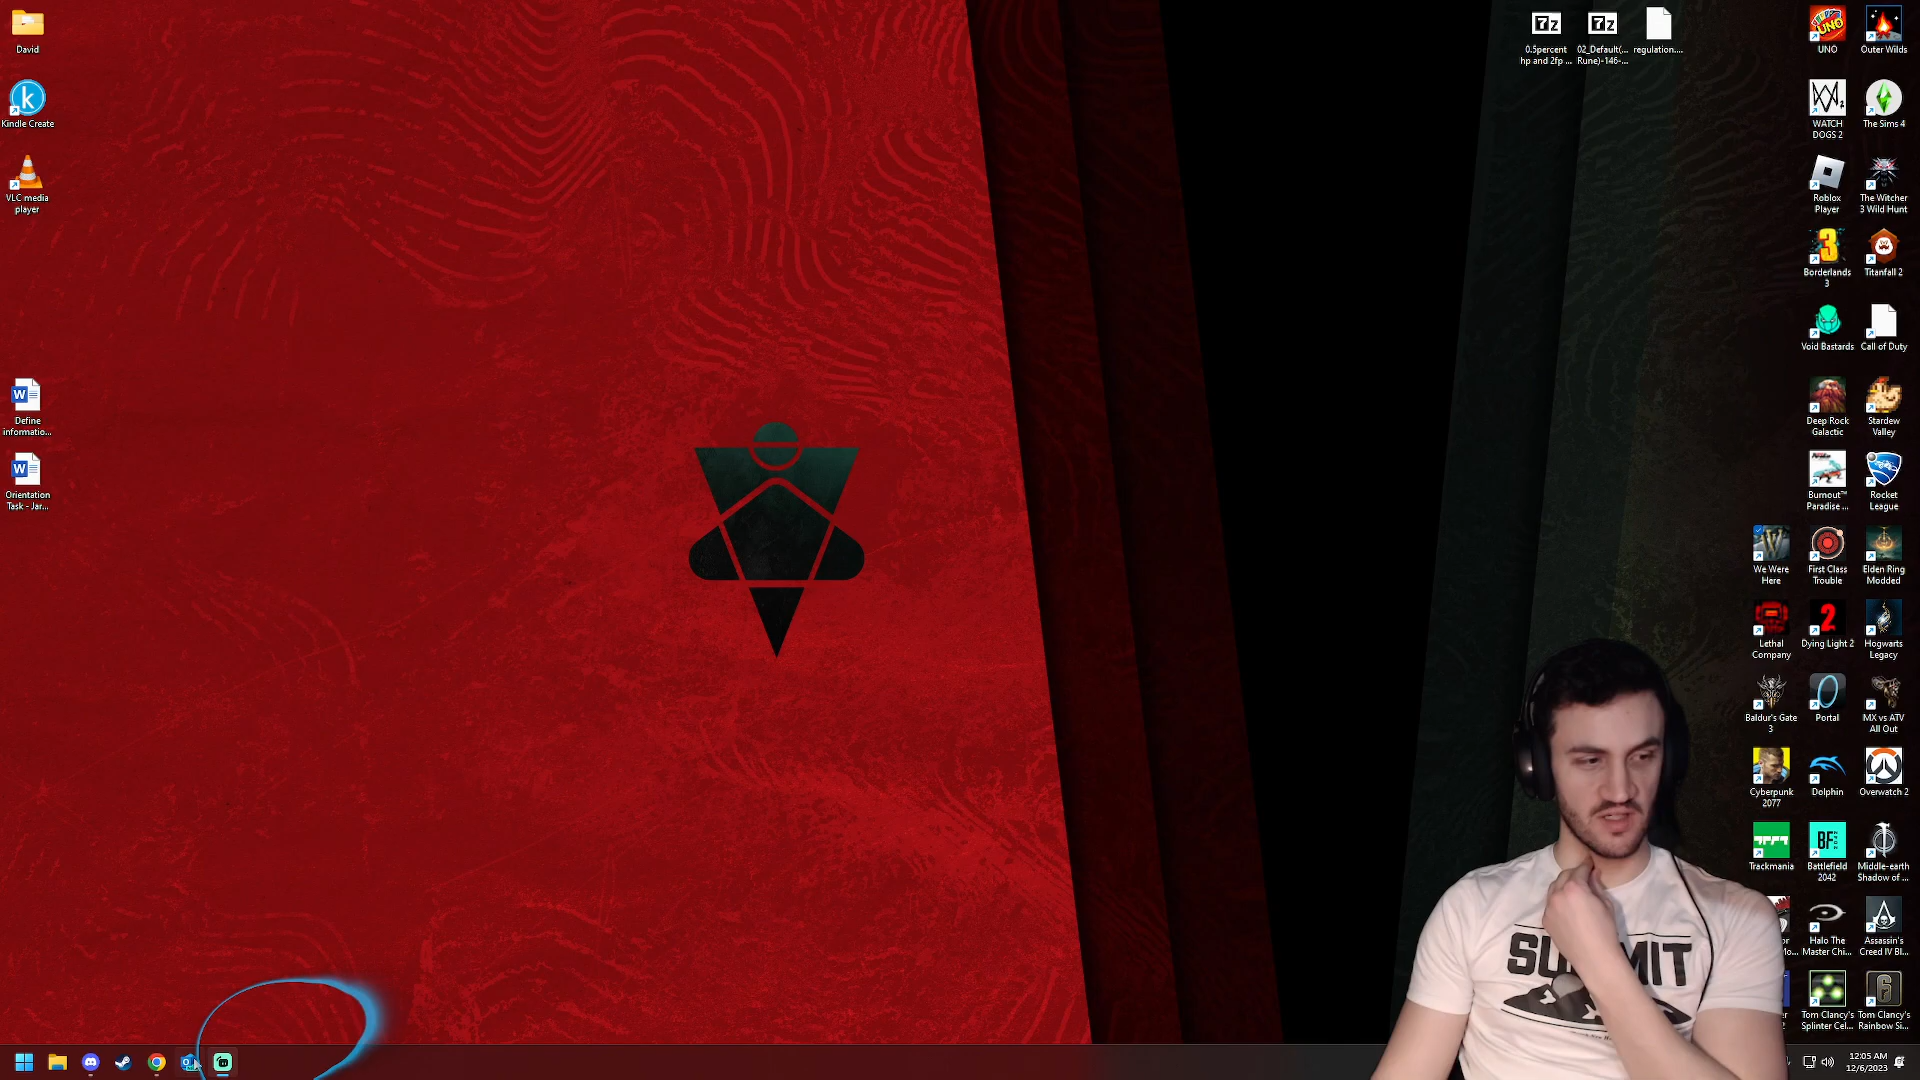 David
Kindle Create
VLC media
player
Define
informatio...
Orientation
Task - Jar...
0.5percent
hp and 2fp ...
02_Default(...
Rune)-146-...
regulation....
UNO
Outer Wilds
WATCH
DOGS 2
The Sims 4
Roblox
Player
The Witcher
3 Wild Hunt
Borderlands
3
Titanfall 2
Void Bastards
Call of Duty
Deep Rock
Galactic
Stardew
Valley
Burnout™
Paradise ...
Rocket
League
We Were
Here
First Class
Trouble
Elden Ring
Modded
Lethal
Company
Dying Light 2
Hogwarts
Legacy
Baldur's Gate
3
Portal
MX vs ATV
All Out
Cyberpunk
2077
Dolphin
Overwatch 2
Trackmania
Battlefield
2042
Middle-earth
Shadow of ...
Halo The
Master Chi...
Assassin's
Creed IV Bl...
Tom Clancy's
Splinter Cel...
Tom Clancy's
Rainbow Si...
12:05 AM
12/6/2023